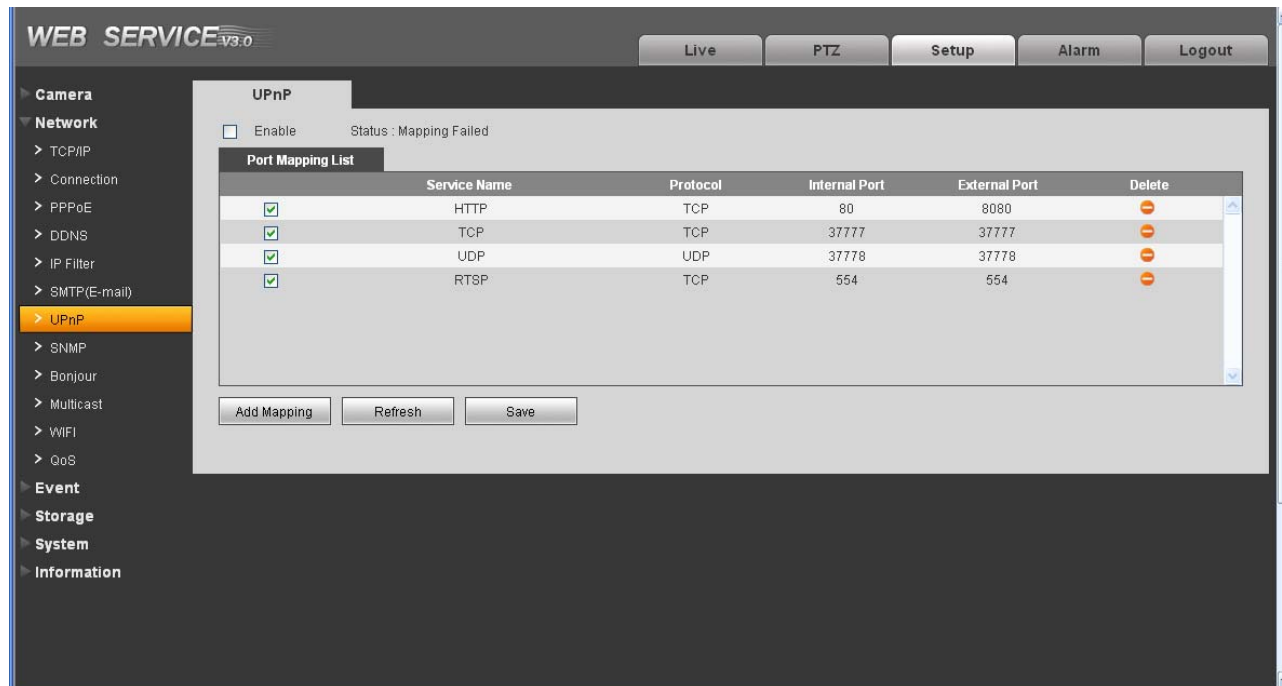 WEB SERVICE V3.0
Live PTZ Setup Alarm Logout
Camera
Network
> TCP/IP
> Connection
> PPPoE
> DDNS
> IP Filter
> SMTP(E-mail)
> UPnP
> SNMP
> Bonjour
> Multicast
> WIFI
> QoS
Event
Storage
System
Information
UPnP
Enable Status : Mapping Failed
Port Mapping List
Service Name Protocol Internal Port External Port Delete
HTTP TCP 80 8080
TCP TCP 37777 37777
UDP UDP 37778 37778
RTSP TCP 554 554
Add Mapping Refresh Save